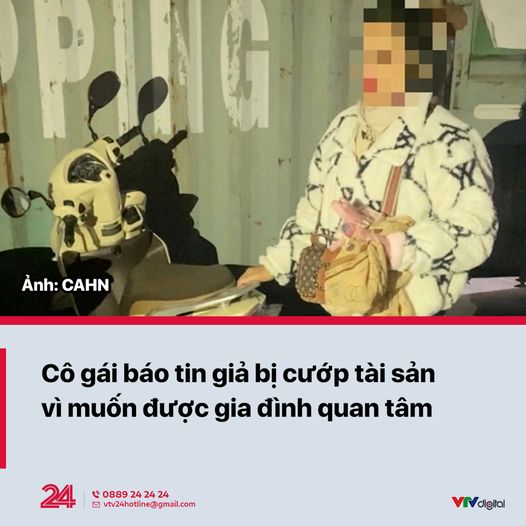 PPING
Ảnh: CAHN
Cô gái báo tin giả bị cướp tài sản
vì muốn được gia đình quan tâm
24
0889 24 24 24
vtv24hotline@gmail.com
VTVdigital